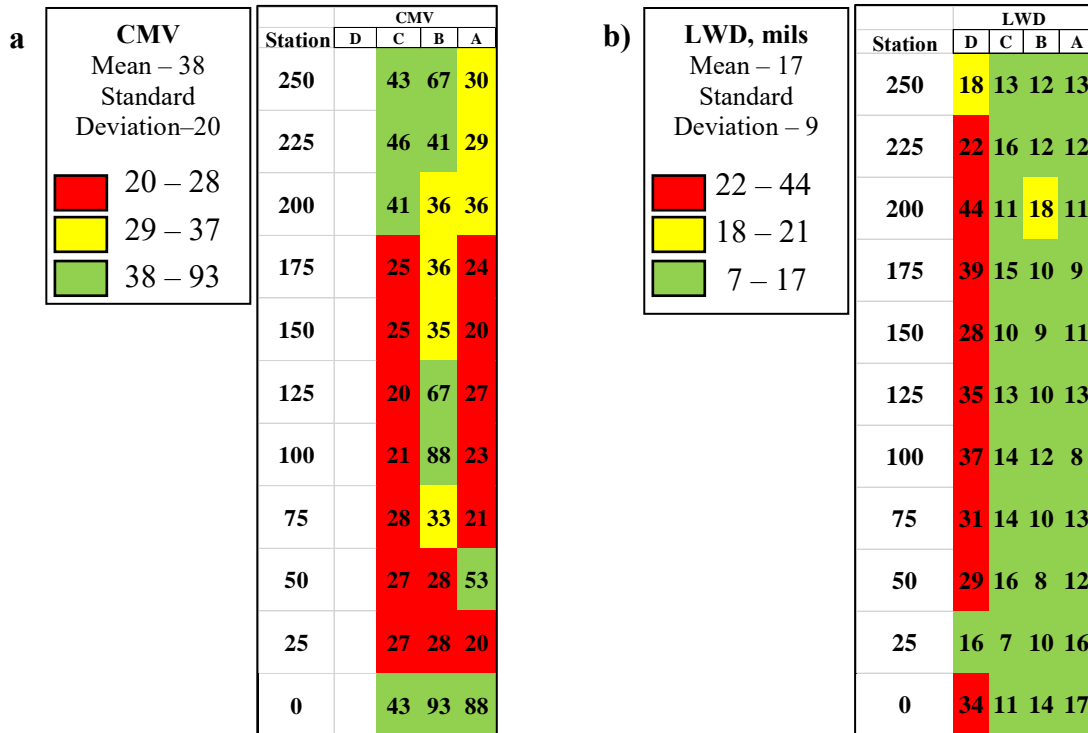 a
CMV
Mean – 38
Standard
Deviation–20
20 – 28
29 – 37
38 – 93
CMV
Station D C B A
250 43 67 30
225 46 41 29
200 41 36 36
175 25 36 24
150 25 35 20
125 20 67 27
100 21 88 23
75 28 33 21
50 27 28 53
25 27 28 20
0 43 93 88
b)
LWD, mils
Mean – 17
Standard
Deviation – 9
22 – 44
18 – 21
7 – 17
LWD
Station D C B A
250 18 13 12 13
225 22 16 12 12
200 44 11 18 11
175 39 15 10 9
150 28 10 9 11
125 35 13 10 13
100 37 14 12 8
75 31 14 10 13
50 29 16 8 12
25 16 7 10 16
0 34 11 14 17